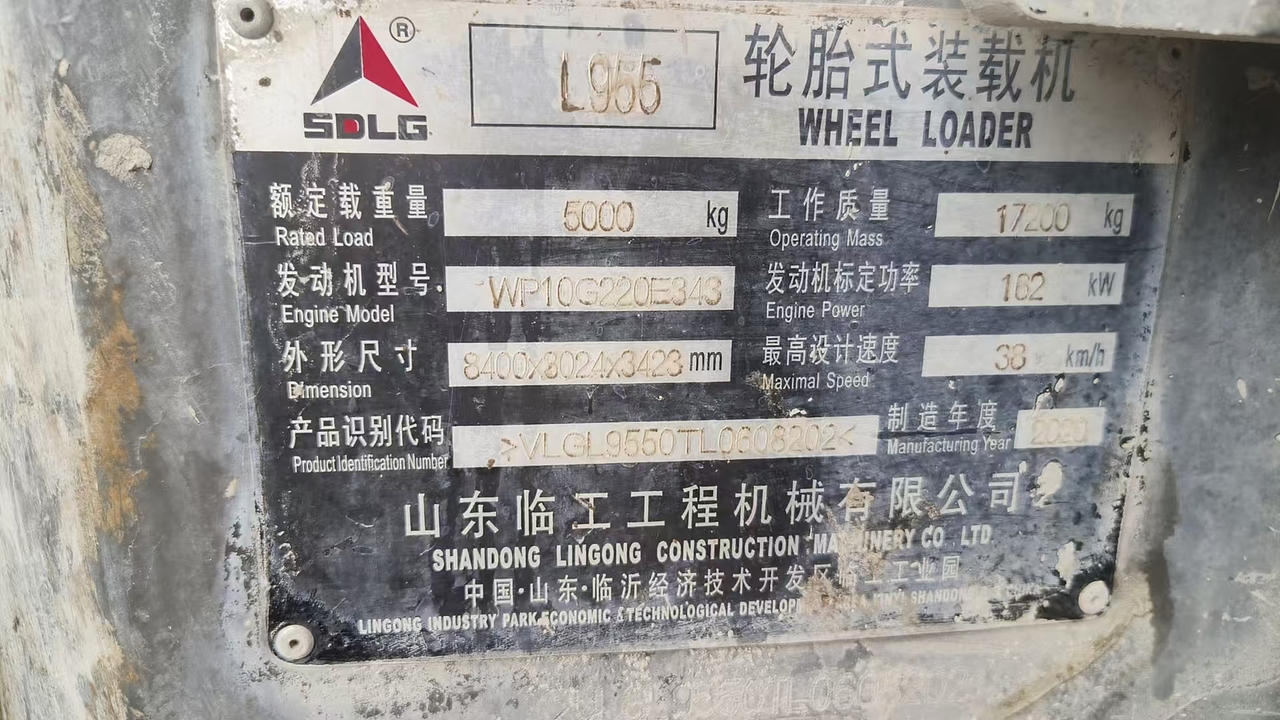 ®
SDLG
L955
轮胎式装载机
WHEEL LOADER
额定载重量 5000 kg 工作质量 17200 kg
Rated Load Operating Mass
发动机型号 WP10G220E343 发动机标定功率 162 kW
Engine Model Engine Power
外形尺寸 8400x3024x3423 mm 最高设计速度 38 km/h
Dimension Maximal Speed
产品识别代码 >VLGL9550TL0608202< 制造年度 2020
Product Identification Number Manufacturing Year
山东临工工程机械有限公司
SHANDONG LINGONG CONSTRUCTION MACHINERY CO LTD
中国·山东·临沂经济技术开发区临工工业园
LINGONG INDUSTRY PARK ECONOMIC & TECHNOLOGICAL LINYI SHANDONG